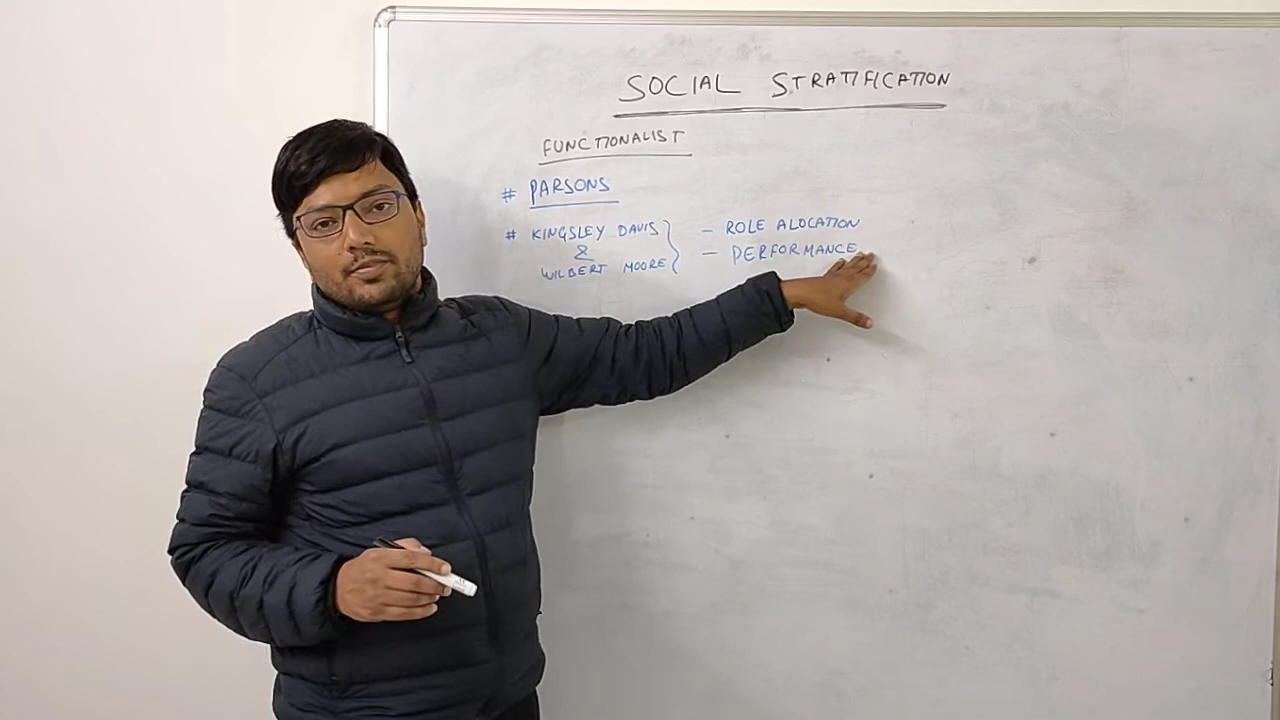 SOCIAL STRATIFICATION
FUNCTIONALIST
# PARSONS
# KINGSLEY DAVIS
&
WILBERT MOORE
- ROLE ALOCATION
- PERFORMANCE